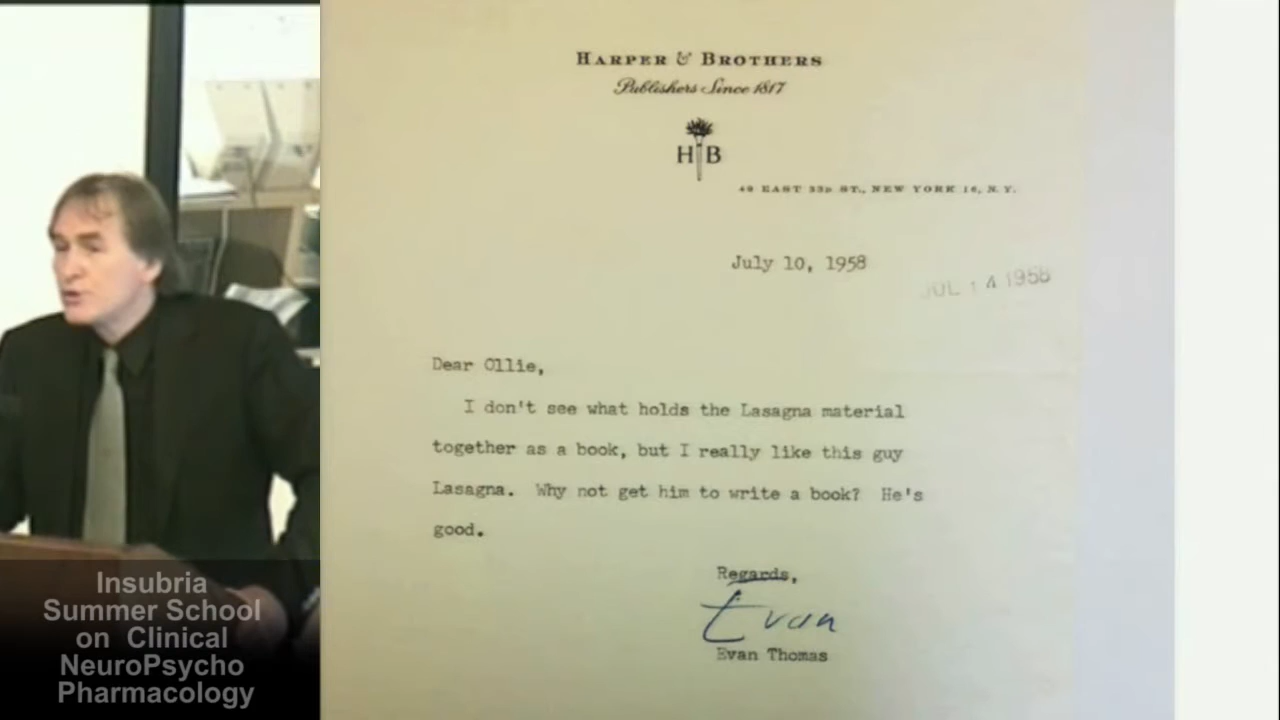 HARPER & BROTHERS
Publishers Since 1817
H B
49 EAST 33D ST., NEW YORK 16, N. Y.
July 10, 1958
JUL 14 1958
Dear Ollie,
I don't see what holds the Lasagna material
together as a book, but I really like this guy
Lasagna. Why not get him to write a book? He's
good.
Regards,
Evan
Evan Thomas
Insubria
Summer School
on Clinical
NeuroPsycho
Pharmacology